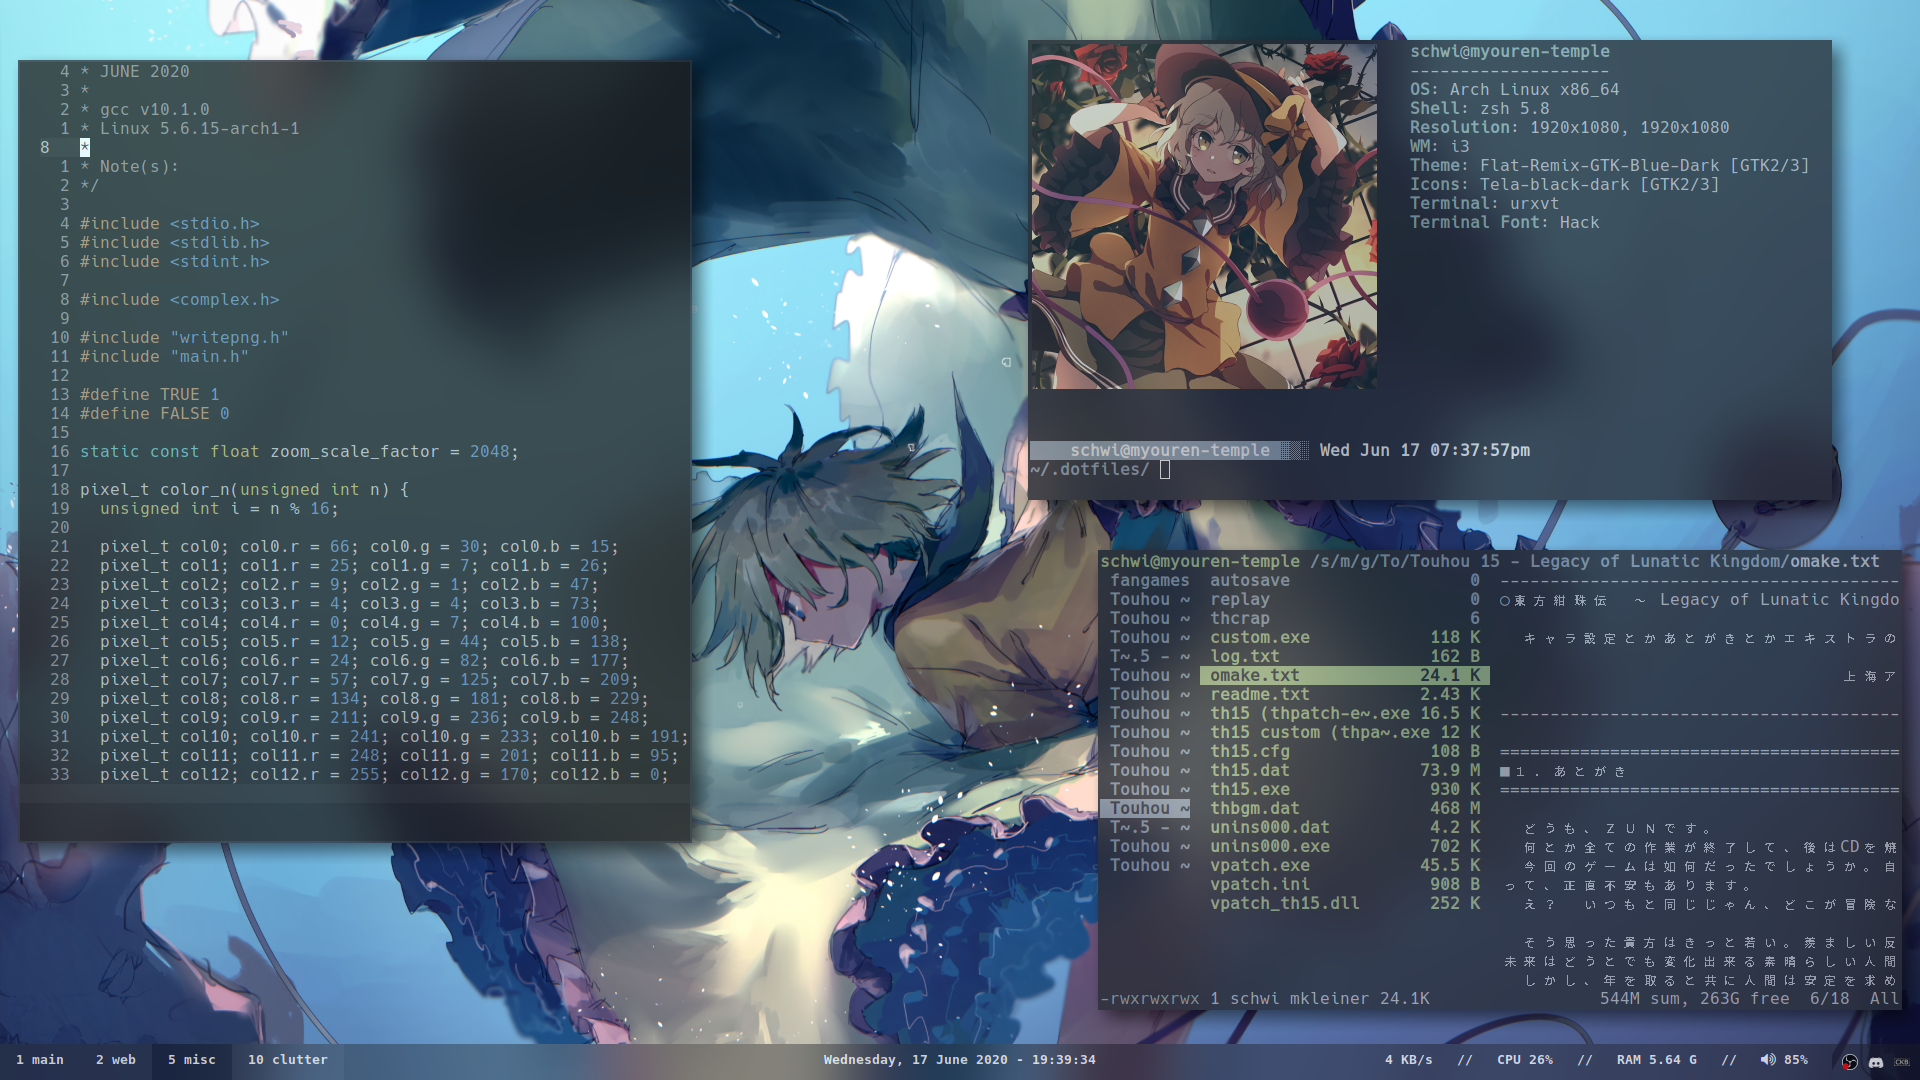 4 * JUNE 2020
3 *
2 * gcc v10.1.0
1 * Linux 5.6.15-arch1-1
8 *
1 * Note(s):
2 */
3
4 #include <stdio.h>
5 #include <stdlib.h>
6 #include <stdint.h>
7
8 #include <complex.h>
9
10 #include "writepng.h"
11 #include "main.h"
12
13 #define TRUE 1
14 #define FALSE 0
15
16 static const float zoom_scale_factor = 2048;
17
18 pixel_t color_n(unsigned int n) {
19 unsigned int i = n % 16;
20
21 pixel_t col0; col0.r = 66; col0.g = 30; col0.b = 15;
22 pixel_t col1; col1.r = 25; col1.g = 7; col1.b = 26;
23 pixel_t col2; col2.r = 9; col2.g = 1; col2.b = 47;
24 pixel_t col3; col3.r = 4; col3.g = 4; col3.b = 73;
25 pixel_t col4; col4.r = 0; col4.g = 7; col4.b = 100;
26 pixel_t col5; col5.r = 12; col5.g = 44; col5.b = 138;
27 pixel_t col6; col6.r = 24; col6.g = 82; col6.b = 177;
28 pixel_t col7; col7.r = 57; col7.g = 125; col7.b = 209;
29 pixel_t col8; col8.r = 134; col8.g = 181; col8.b = 229;
30 pixel_t col9; col9.r = 211; col9.g = 236; col9.b = 248;
31 pixel_t col10; col10.r = 241; col10.g = 233; col10.b = 191;
32 pixel_t col11; col11.r = 248; col11.g = 201; col11.b = 95;
33 pixel_t col12; col12.r = 255; col12.g = 170; col12.b = 0;
schwi@myouren-temple
--------------------
OS: Arch Linux x86_64
Shell: zsh 5.8
Resolution: 1920x1080, 1920x1080
WM: i3
Theme: Flat-Remix-GTK-Blue-Dark [GTK2/3]
Icons: Tela-black-dark [GTK2/3]
Terminal: urxvt
Terminal Font: Hack
schwi@myouren-temple Wed Jun 17 07:37:57pm
~/.dotfiles/
schwi@myouren-temple /s/m/g/To/Touhou 15 - Legacy of Lunatic Kingdom/omake.txt
fangames autosave 0
Touhou ~ replay 0
Touhou ~ thcrap 6
Touhou ~ custom.exe 118 K
T~.5 - ~ log.txt 162 B
Touhou ~ omake.txt 24.1 K
Touhou ~ readme.txt 2.43 K
Touhou ~ th15 (thpatch-e~.exe 16.5 K
Touhou ~ th15 custom (thpa~.exe 12 K
Touhou ~ th15.cfg 108 B
Touhou ~ th15.dat 73.9 M
Touhou ~ th15.exe 930 K
Touhou ~ thbgm.dat 468 M
T~.5 - ~ unins000.dat 4.2 K
Touhou ~ unins000.exe 702 K
Touhou ~ vpatch.exe 45.5 K
vpatch.ini 908 B
vpatch_th15.dll 252 K
----------------------------------------
○東方紺珠伝 ～ Legacy of Lunatic Kingdo
キャラ設定とかあとがきとかエキストラの
上海ア
----------------------------------------
========================================
■１．あとがき
========================================
どうも、ＺＵＮです。
何とか全ての作業が終了して、後はCDを焼
今回のゲームは如何だったでしょうか。自
って、正直不安もあります。
え？　いつもと同じじゃん、どこが冒険な
そう思った貴方はきっと若い。羨ましい反
未来はどうとでも変化出来る素晴らしい人間
しかし、年を取ると共に人間は安定を求め
-rwxrwxrwx 1 schwi mkleiner 24.1K 544M sum, 263G free 6/18 All
1 main 2 web 5 misc 10 clutter Wednesday, 17 June 2020 - 19:39:34 4 KB/s // CPU 26% // RAM 5.64 G // 85% CKB